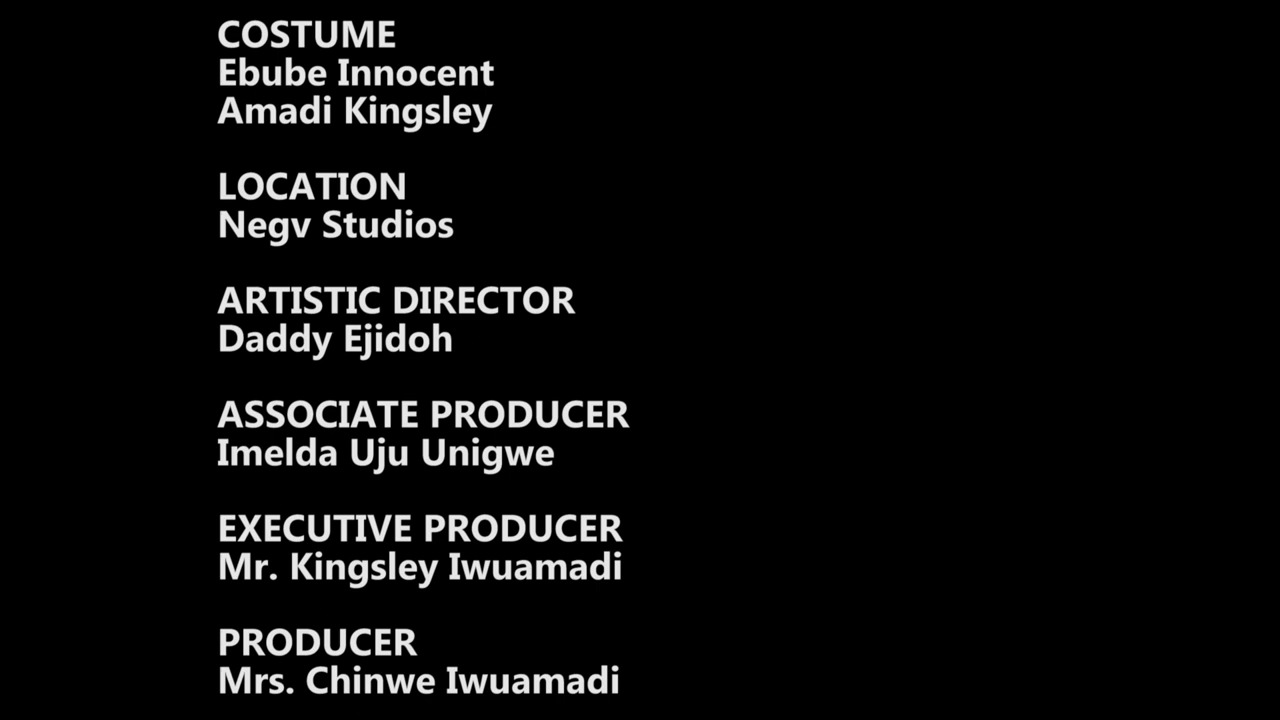 COSTUME
Ebube Innocent
Amadi Kingsley
LOCATION
Negv Studios
ARTISTIC DIRECTOR
Daddy Ejidoh
ASSOCIATE PRODUCER
Imelda Uju Unigwe
EXECUTIVE PRODUCER
Mr. Kingsley Iwuamadi
PRODUCER
Mrs. Chinwe Iwuamadi